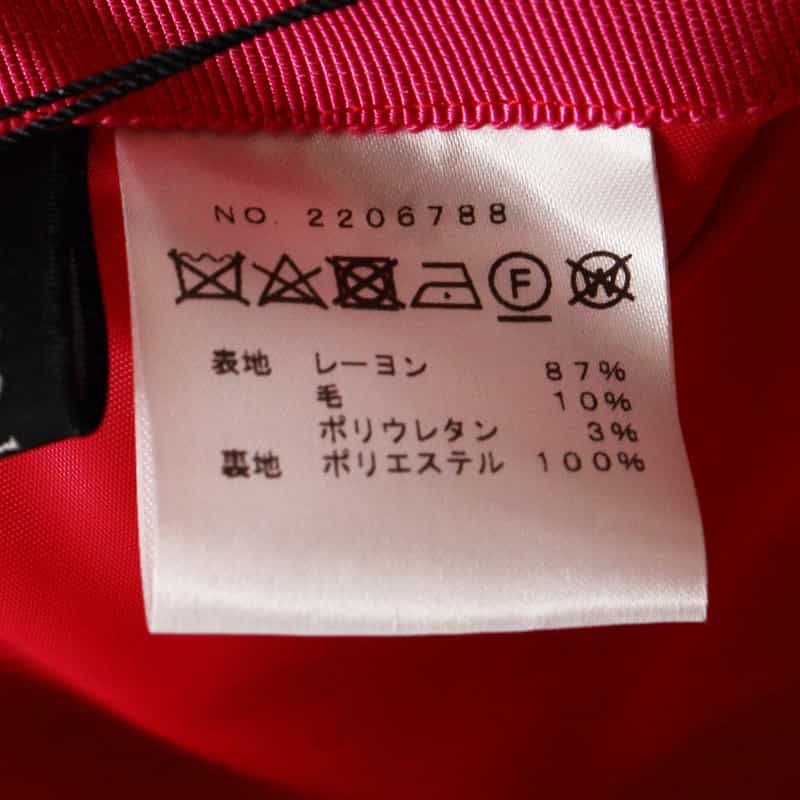 NO. 2206788
F W
表地 レーヨン 87%
毛 10%
ポリウレタン 3%
裏地 ポリエステル 100%